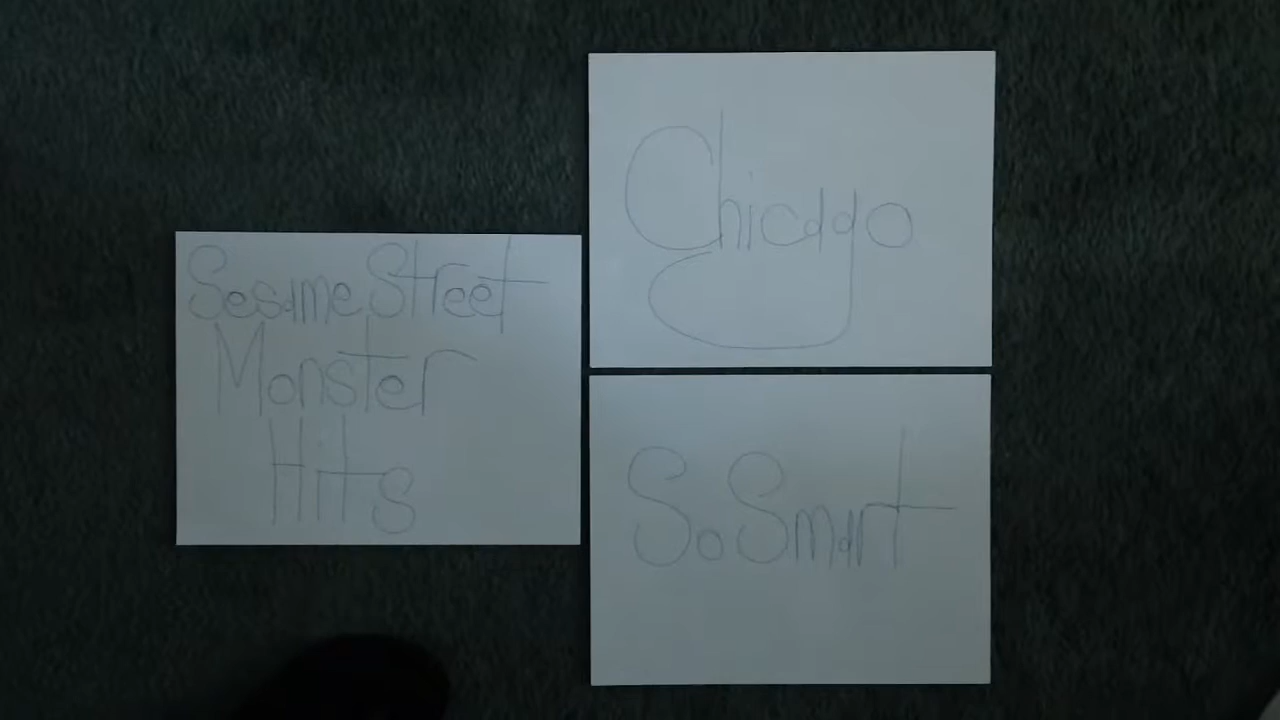 Sesame Street
Monster
Hits
Chicago
So Smart